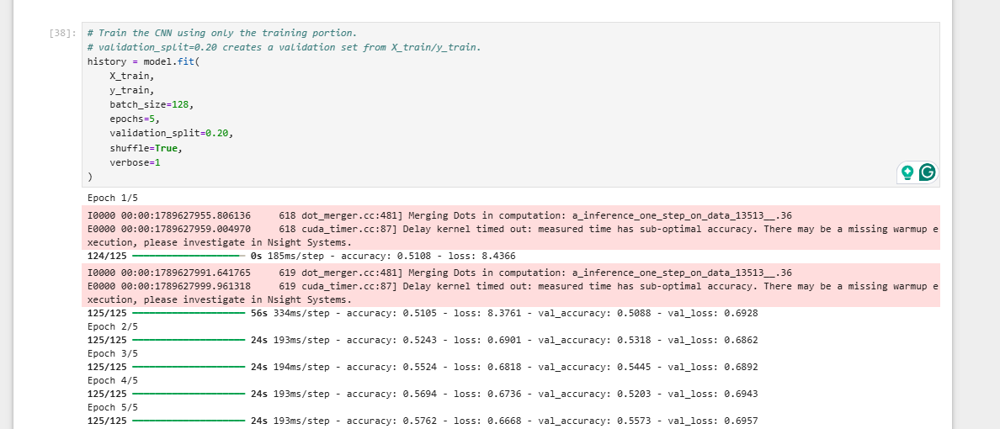 [38]: # Train the CNN using only the training portion.
# validation_split=0.20 creates a validation set from X_train/y_train.
history = model.fit(
    X_train,
    y_train,
    batch_size=128,
    epochs=5,
    validation_split=0.20,
    shuffle=True,
    verbose=1
)
Epoch 1/5
I0000 00:00:1789627955.806136     618 dot_merger.cc:481] Merging Dots in computation: a_inference_one_step_on_data_13513__.36
E0000 00:00:1789627959.004970     618 cuda_timer.cc:87] Delay kernel timed out: measured time has sub-optimal accuracy. There may be a missing warmup e
xecution, please investigate in Nsight Systems.
124/125 0s 185ms/step - accuracy: 0.5108 - loss: 8.4366
I0000 00:00:1789627991.641765     619 dot_merger.cc:481] Merging Dots in computation: a_inference_one_step_on_data_13513__.36
E0000 00:00:1789627999.961318     619 cuda_timer.cc:87] Delay kernel timed out: measured time has sub-optimal accuracy. There may be a missing warmup e
xecution, please investigate in Nsight Systems.
125/125 56s 334ms/step - accuracy: 0.5105 - loss: 8.3761 - val_accuracy: 0.5088 - val_loss: 0.6928
Epoch 2/5
125/125 24s 193ms/step - accuracy: 0.5243 - loss: 0.6901 - val_accuracy: 0.5318 - val_loss: 0.6862
Epoch 3/5
125/125 24s 194ms/step - accuracy: 0.5524 - loss: 0.6818 - val_accuracy: 0.5445 - val_loss: 0.6892
Epoch 4/5
125/125 24s 193ms/step - accuracy: 0.5694 - loss: 0.6736 - val_accuracy: 0.5203 - val_loss: 0.6943
Epoch 5/5
125/125 24s 193ms/step - accuracy: 0.5762 - loss: 0.6668 - val_accuracy: 0.5573 - val_loss: 0.6957